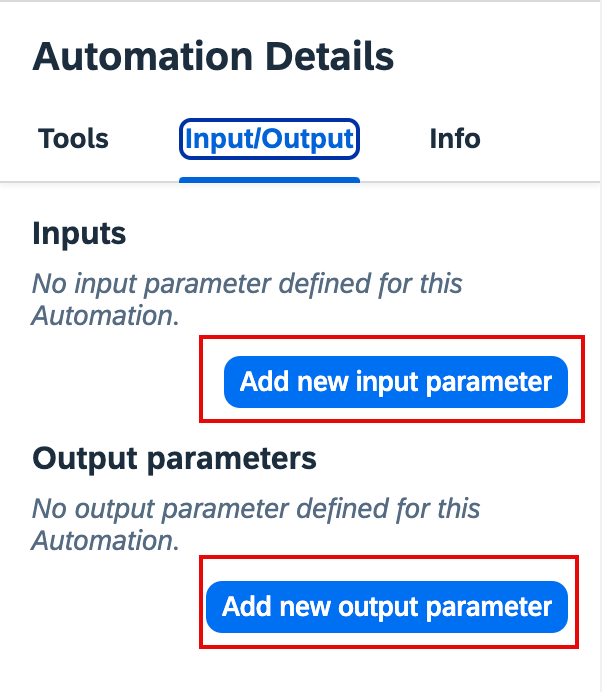 Automation Details
Tools Input/Output Info
Inputs
No input parameter defined for this
Automation.
Add new input parameter
Output parameters
No output parameter defined for this
Automation.
Add new output parameter